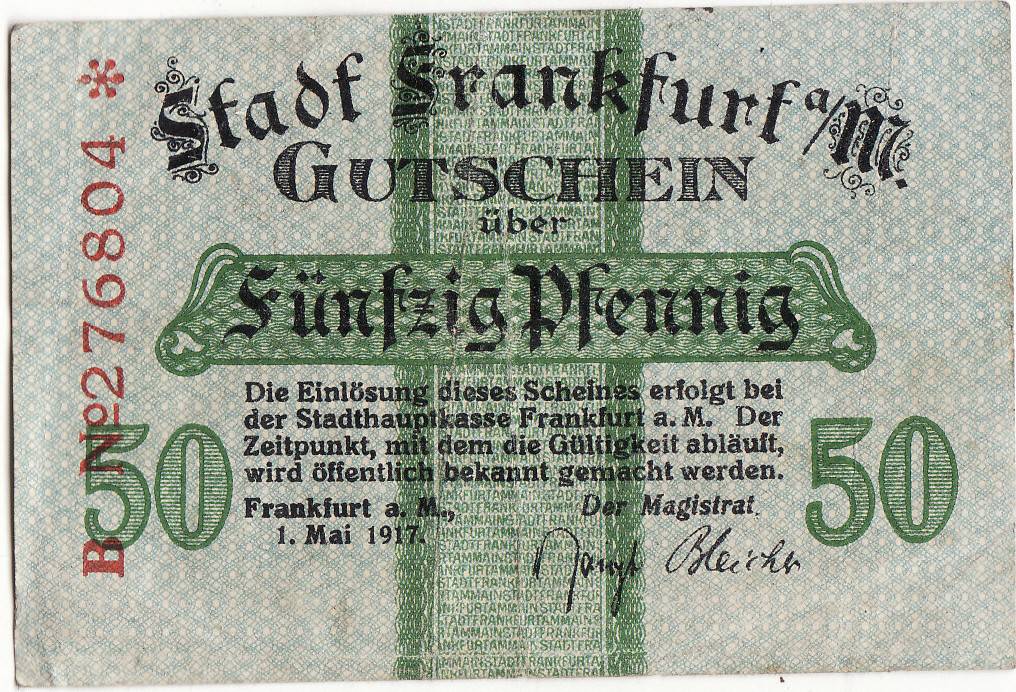 Stadt Frankfurt a/M.
GUTSCHEIN
über
Fünfzig Pfennig
Die Einlösung dieses Scheines erfolgt bei
der Stadthauptkasse Frankfurt a. M. Der
Zeitpunkt, mit dem die Gültigkeit abläuft,
wird öffentlich bekannt gemacht werden.
Frankfurt a. M.,
1. Mai 1917.
Der Magistrat.
Bleicher
50
50
B No 276804 *